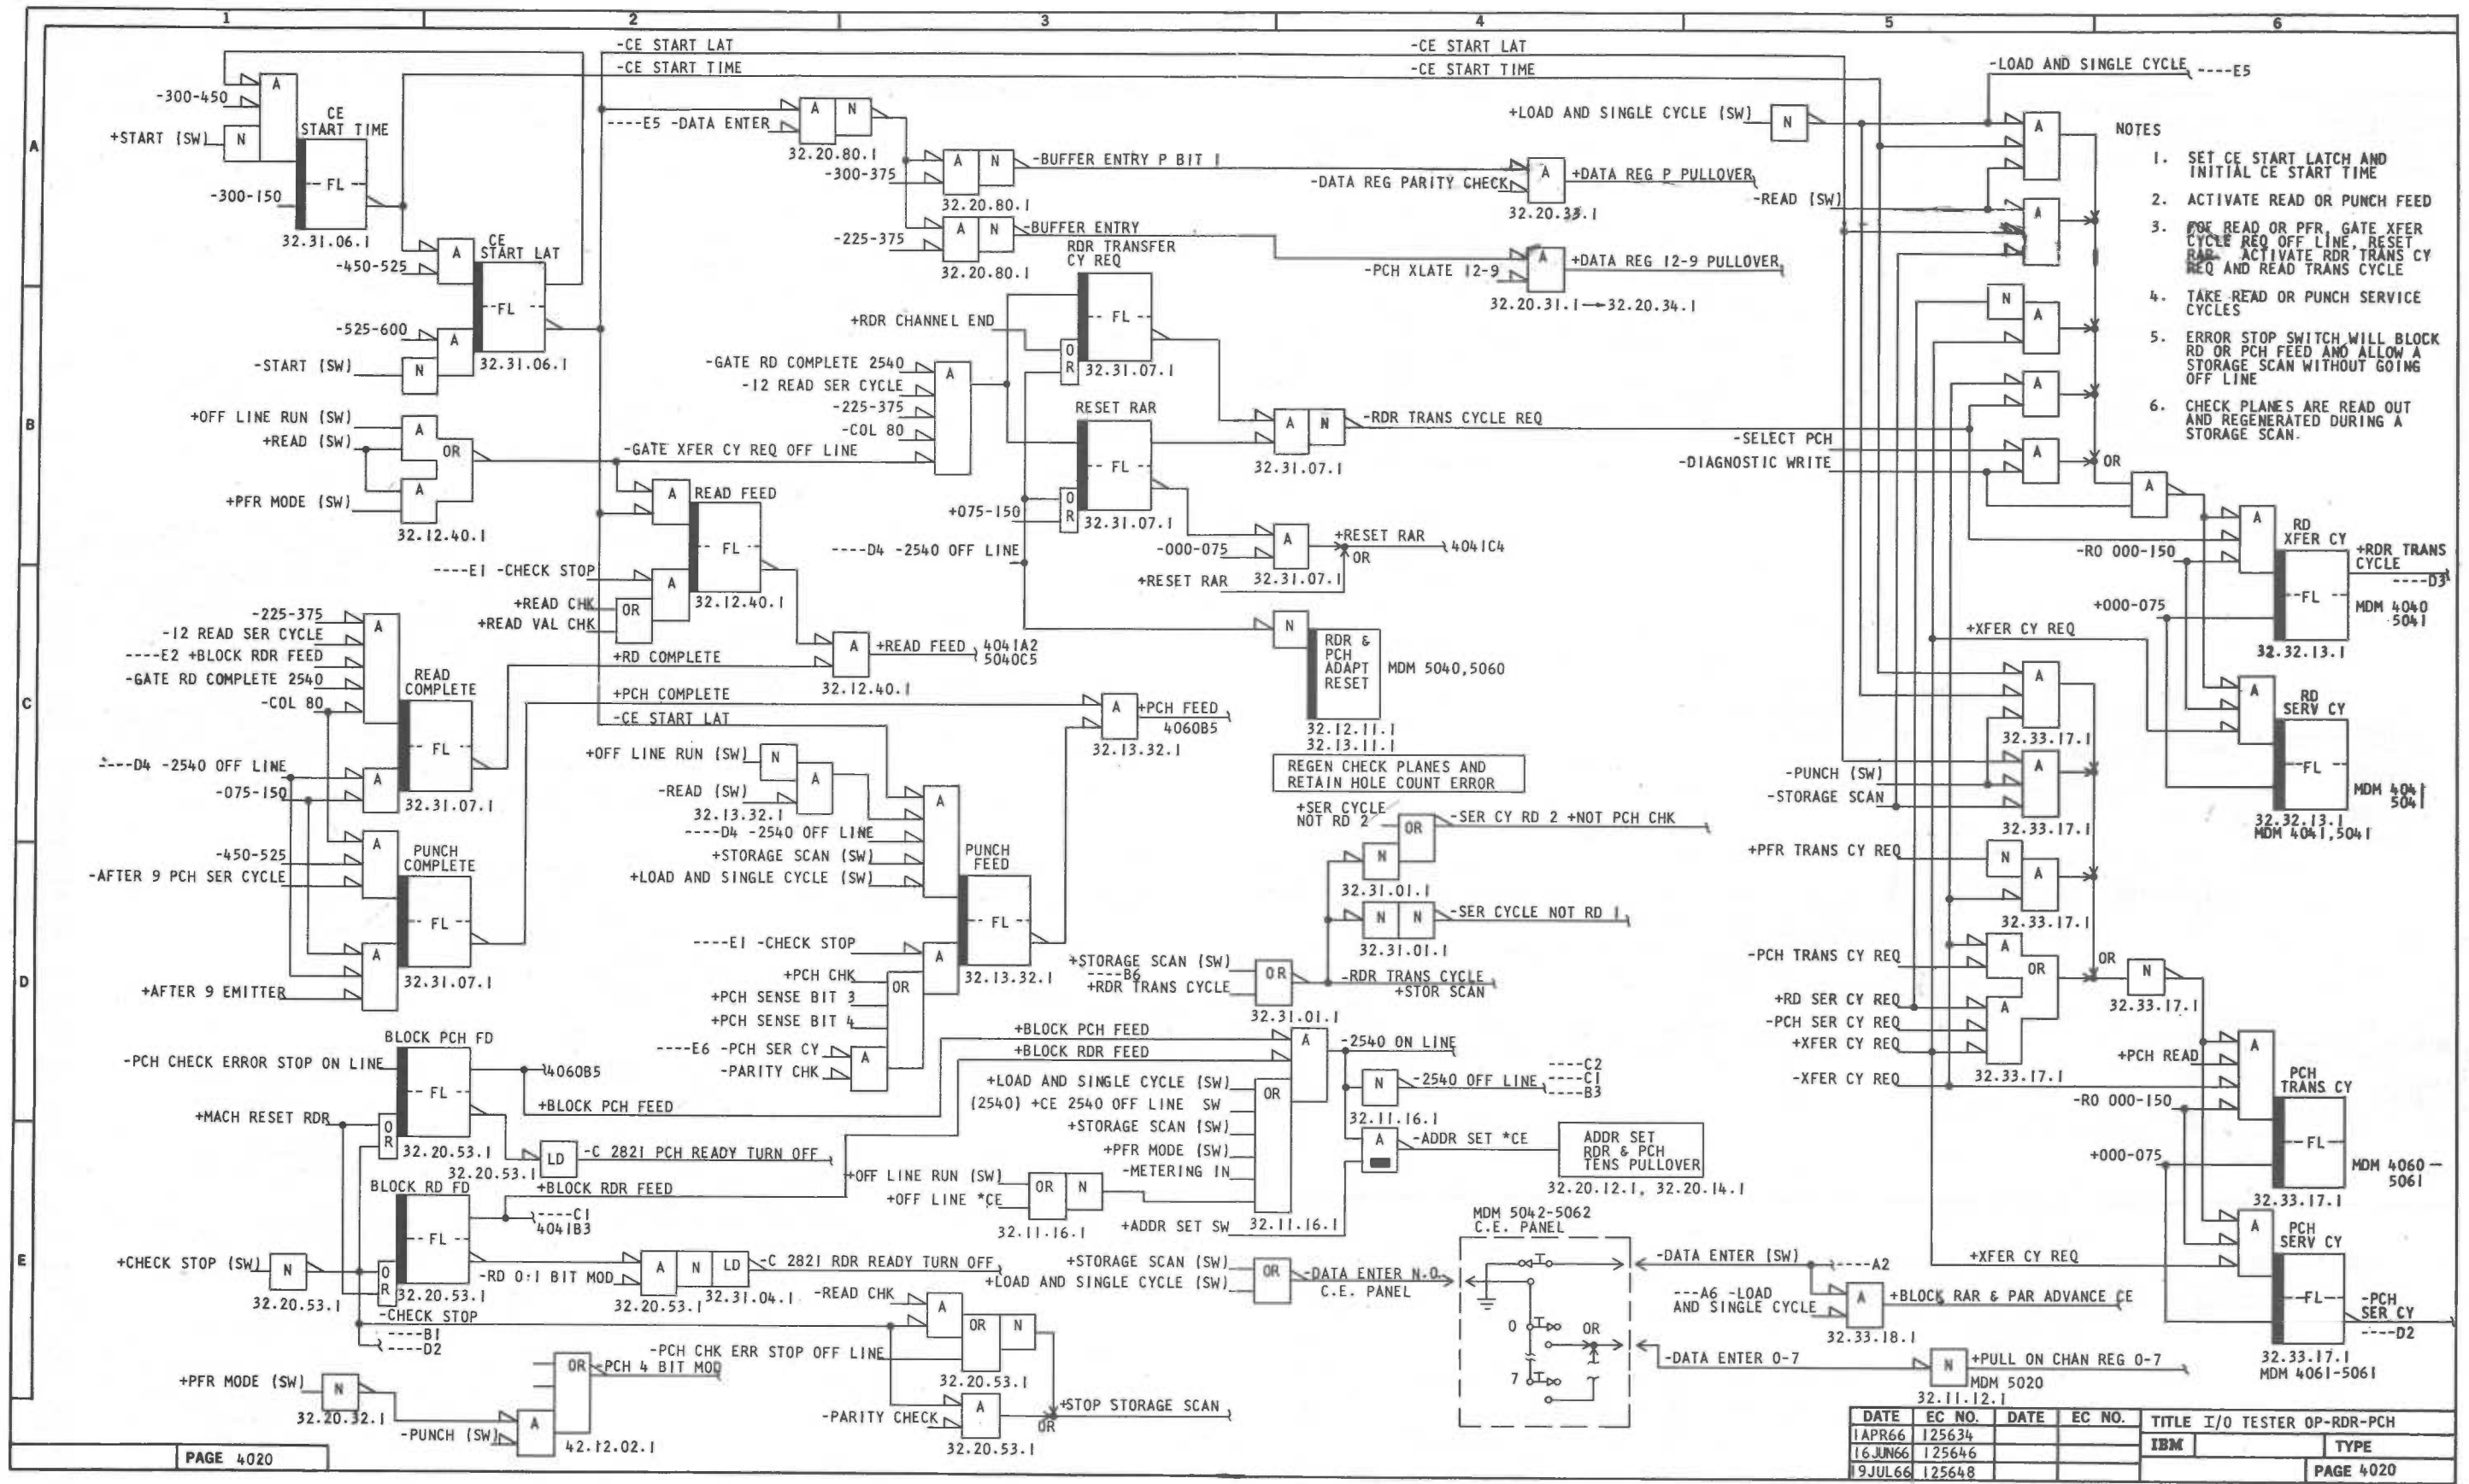 1 2 3 4 5 6
A
B
C
D
E
-CE START LAT
-CE START TIME
-CE START LAT
-CE START TIME
-LOAD AND SINGLE CYCLE ----E5
-300-450
+START (SW)
N
A
CE
START TIME
FL
-300-150
32.31.06.1
A
-450-525
CE
START LAT
FL
-525-600
A
-START (SW)
N
32.31.06.1
----E5 -DATA ENTER
A N
32.20.80.1
-300-375
A N
32.20.80.1
-BUFFER ENTRY P BIT 1
-225-375
A N
32.20.80.1
-BUFFER ENTRY
-DATA REG PARITY CHECK
A
32.20.33.1
+DATA REG P PULLOVER
-PCH XLATE 12-9
A
+DATA REG 12-9 PULLOVER
32.20.31.1→32.20.34.1
+LOAD AND SINGLE CYCLE (SW)
N
-READ (SW)
A
A
N
A
A
A
OR
NOTES
1. SET CE START LATCH AND
INITIAL CE START TIME
2. ACTIVATE READ OR PUNCH FEED
3. FOR READ OR PFR, GATE XFER
CYCLE REQ OFF LINE, RESET
RAR. ACTIVATE RDR TRANS CY
REQ AND READ TRANS CYCLE
4. TAKE READ OR PUNCH SERVICE
CYCLES
5. ERROR STOP SWITCH WILL BLOCK
RD OR PCH FEED AND ALLOW A
STORAGE SCAN WITHOUT GOING
OFF LINE
6. CHECK PLANES ARE READ OUT
AND REGENERATED DURING A
STORAGE SCAN.
RDR TRANSFER
CY REQ
FL
+RDR CHANNEL END
O
R
32.31.07.1
-GATE RD COMPLETE 2540
-12 READ SER CYCLE
-225-375
-COL 80
-GATE XFER CY REQ OFF LINE
A
RESET RAR
FL
+075-150
O
R
32.31.07.1
A N
32.31.07.1
-RDR TRANS CYCLE REQ
-SELECT PCH
-DIAGNOSTIC WRITE
+OFF LINE RUN (SW)
+READ (SW)
+PFR MODE (SW)
A
OR
A
32.12.40.1
A
READ FEED
FL
----E1 -CHECK STOP
+READ CHK
+READ VAL CHK
OR
A
32.12.40.1
----D4 -2540 OFF LINE
-000-075
A
+RESET RAR
4041C4
OR
+RESET RAR
32.31.07.1
A
A
RD
XFER CY
FL
-RO 000-150
+000-075
+RDR TRANS
CYCLE
----D3
MDM 4040
5041
32.32.13.1
+XFER CY REQ
A
RD
SERV CY
FL
MDM 4041
5041
32.32.13.1
MDM 4041,5041
-225-375
-12 READ SER CYCLE
----E2 +BLOCK RDR FEED
-GATE RD COMPLETE 2540
-COL 80
A
READ
COMPLETE
FL
----D4 -2540 OFF LINE
-075-150
A
32.31.07.1
+RD COMPLETE
A
+READ FEED
4041A2
5040C5
32.12.40.1
+PCH COMPLETE
-CE START LAT
A
+PCH FEED
4060B5
32.13.32.1
N
RDR &
PCH
ADAPT
RESET
MDM 5040,5060
32.12.11.1
32.13.11.1
REGEN CHECK PLANES AND
RETAIN HOLE COUNT ERROR
+OFF LINE RUN (SW)
N
-READ (SW)
A
32.13.32.1
----D4 -2540 OFF LINE
+STORAGE SCAN (SW)
+LOAD AND SINGLE CYCLE (SW)
A
PUNCH
FEED
FL
----E1 -CHECK STOP
+PCH CHK
+PCH SENSE BIT 3
+PCH SENSE BIT 4
----E6 -PCH SER CY
-PARITY CHK
A
OR
A
32.13.32.1
-450-525
-AFTER 9 PCH SER CYCLE
A
PUNCH
COMPLETE
FL
+AFTER 9 EMITTER
A
32.31.07.1
+SER CYCLE
NOT RD 2
OR
N
32.31.01.1
-SER CY RD 2 +NOT PCH CHK
N N
32.31.01.1
-SER CYCLE NOT RD 1
+STORAGE SCAN (SW)
----B6
+RDR TRANS CYCLE
OR
32.31.01.1
-RDR TRANS CYCLE
+STOR SCAN
-PUNCH (SW)
-STORAGE SCAN
A
32.33.17.1
A
32.33.17.1
+PFR TRANS CY REQ
N
A
32.33.17.1
-PCH TRANS CY REQ
+RD SER CY REQ
-PCH SER CY REQ
+XFER CY REQ
-XFER CY REQ
A
OR
A
32.33.17.1
OR
N
32.33.17.1
+PCH READ
-RO 000-150
A
PCH
TRANS CY
FL
+000-075
MDM 4060-
5061
32.33.17.1
+XFER CY REQ
A
PCH
SERV CY
FL
-PCH
SER CY
----D2
32.33.17.1
MDM 4061-5061
BLOCK PCH FD
-PCH CHECK ERROR STOP ON LINE
FL
4060B5
+BLOCK PCH FEED
+MACH RESET RDR
O
R
32.20.53.1
32.20.53.1
LD
-C 2821 PCH READY TURN OFF
BLOCK RD FD
FL
+BLOCK RDR FEED
----C1
4041B3
+CHECK STOP (SW)
N
32.20.53.1
O
R
32.20.53.1
-RD 0:1 BIT MOD
A N LD
32.20.53.1 32.31.04.1
-C 2821 RDR READY TURN OFF
-CHECK STOP
----B1
----D2
+BLOCK PCH FEED
+BLOCK RDR FEED
+LOAD AND SINGLE CYCLE (SW)
(2540) +CE 2540 OFF LINE SW
+STORAGE SCAN (SW)
+PFR MODE (SW)
-METERING IN
A
OR
32.11.16.1
+OFF LINE RUN (SW)
+OFF LINE *CE
OR N
32.11.16.1
+ADDR SET SW
-2540 ON LINE
N
-2540 OFF LINE
----C2
----C1
----B3
32.11.16.1
A
-ADDR SET *CE
ADDR SET
RDR & PCH
TENS PULLOVER
32.20.12.1, 32.20.14.1
MDM 5042-5062
C.E. PANEL
+STORAGE SCAN (SW)
+LOAD AND SINGLE CYCLE (SW)
OR
-DATA ENTER N.O.
C.E. PANEL
0
7
OR
-DATA ENTER (SW)
----A2
---A6 -LOAD
AND SINGLE CYCLE
A
+BLOCK RAR & PAR ADVANCE CE
32.33.18.1
-DATA ENTER 0-7
N
+PULL ON CHAN REG 0-7
MDM 5020
32.11.12.1
-READ CHK
A
OR N
-PCH CHK ERR STOP OFF LINE
32.20.53.1
-PARITY CHECK
A
32.20.53.1
+STOP STORAGE SCAN
OR
+PFR MODE (SW)
N
32.20.32.1
-PUNCH (SW)
A
OR
-PCH 4 BIT MOD
42.12.02.1
DATE EC NO. DATE EC NO.
1APR66 125634
16JUN66 125646
19JUL66 125648
TITLE I/O TESTER OP-RDR-PCH
IBM TYPE
PAGE 4020
PAGE 4020